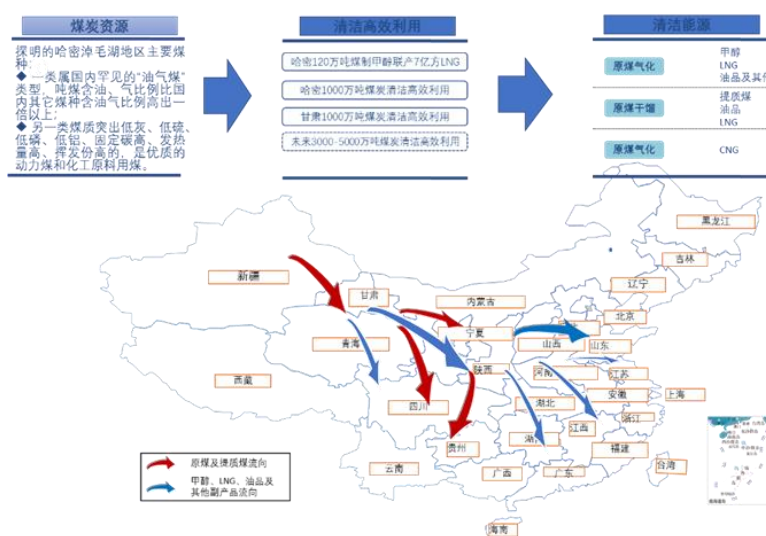 煤炭资源
探明的哈密淖毛湖地区主要煤
种：
◆ 一类属国内罕见的“油气煤”
类型，吨煤含油、气比例比国
内其它煤种含油气比例高出一
倍以上；
◆ 另一类煤质突出低灰、低硫、
低磷、低铝、固定碳高、发热
量高、挥发份高的，是优质的
动力煤和化工原料用煤。
清洁高效利用
哈密120万吨煤制甲醇联产7亿方LNG
哈密1000万吨煤炭清洁高效利用
甘肃1000万吨煤炭清洁高效利用
未来3000-5000万吨煤炭清洁高效利用
清洁能源
原煤气化
甲醇
LNG
油品及其他
原煤干馏
提质煤
油品
LNG
原煤气化
CNG
黑龙江
吉林
辽宁
新疆
甘肃
内蒙古
北京
宁夏
青海
山西
山东
陕西
河南
江苏
西藏
安徽
上海
四川
湖北
浙江
江西
贵州
福建
云南
广西
广东
台湾
海南
原煤及提质煤流向
甲醇、LNG、油品及
其他副产品流向